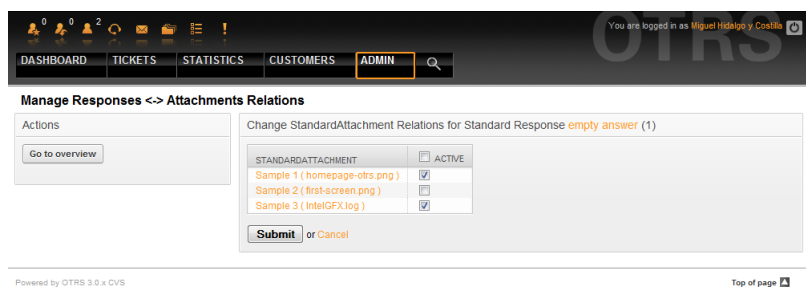 0 0 2
You are logged in as Miguel Hidalgo y Costilla
OTRS
DASHBOARD TICKETS STATISTICS CUSTOMERS ADMIN
Manage Responses <-> Attachments Relations
Actions
Go to overview
Change StandardAttachment Relations for Standard Response empty answer (1)
STANDARDATTACHMENT ACTIVE
Sample 1 ( homepage-otrs.png )
Sample 2 ( first-screen.png )
Sample 3 ( IntelGFX.log )
Submit or Cancel
Powered by OTRS 3.0.x CVS
Top of page